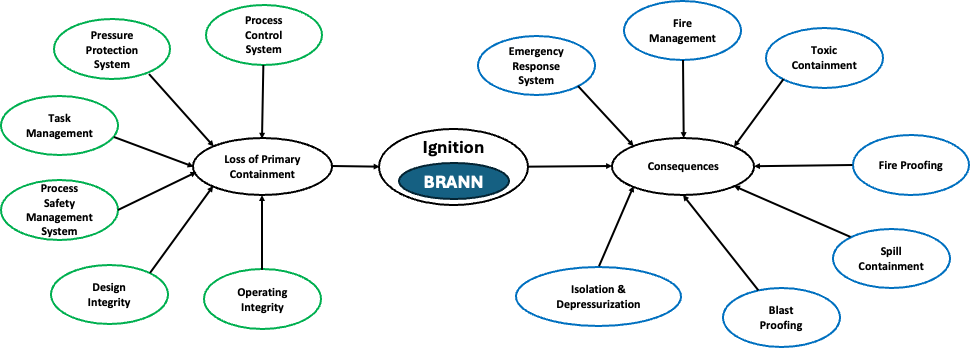 Pressure
Protection
System
Process
Control
System
Task
Management
Process
Safety
Management
System
Design
Integrity
Operating
Integrity
Loss of Primary
Containment
Ignition
BRANN
Consequences
Emergency
Response
System
Fire
Management
Toxic
Containment
Fire Proofing
Spill
Containment
Blast
Proofing
Isolation &
Depressurization